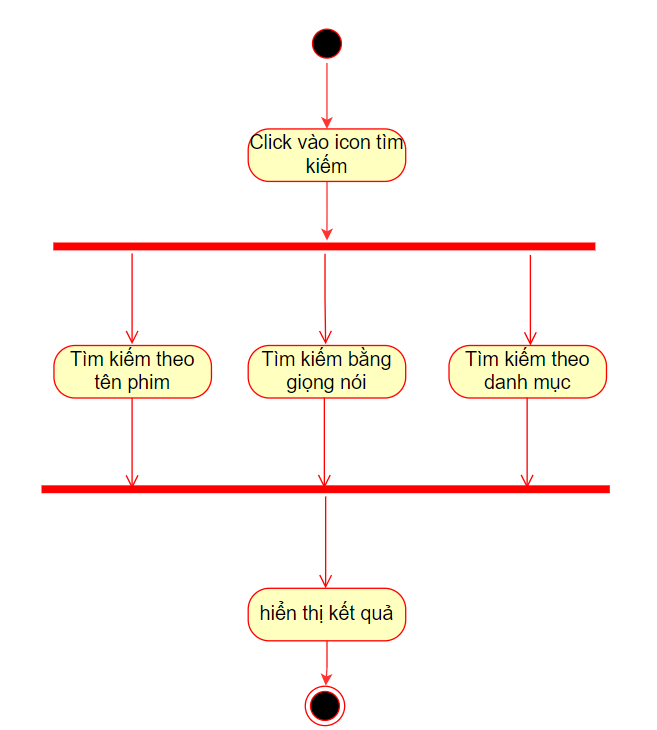 Click vào icon tìm
kiếm
Tìm kiếm theo
tên phim
Tìm kiếm bằng
giọng nói
Tìm kiếm theo
danh mục
hiển thị kết quả